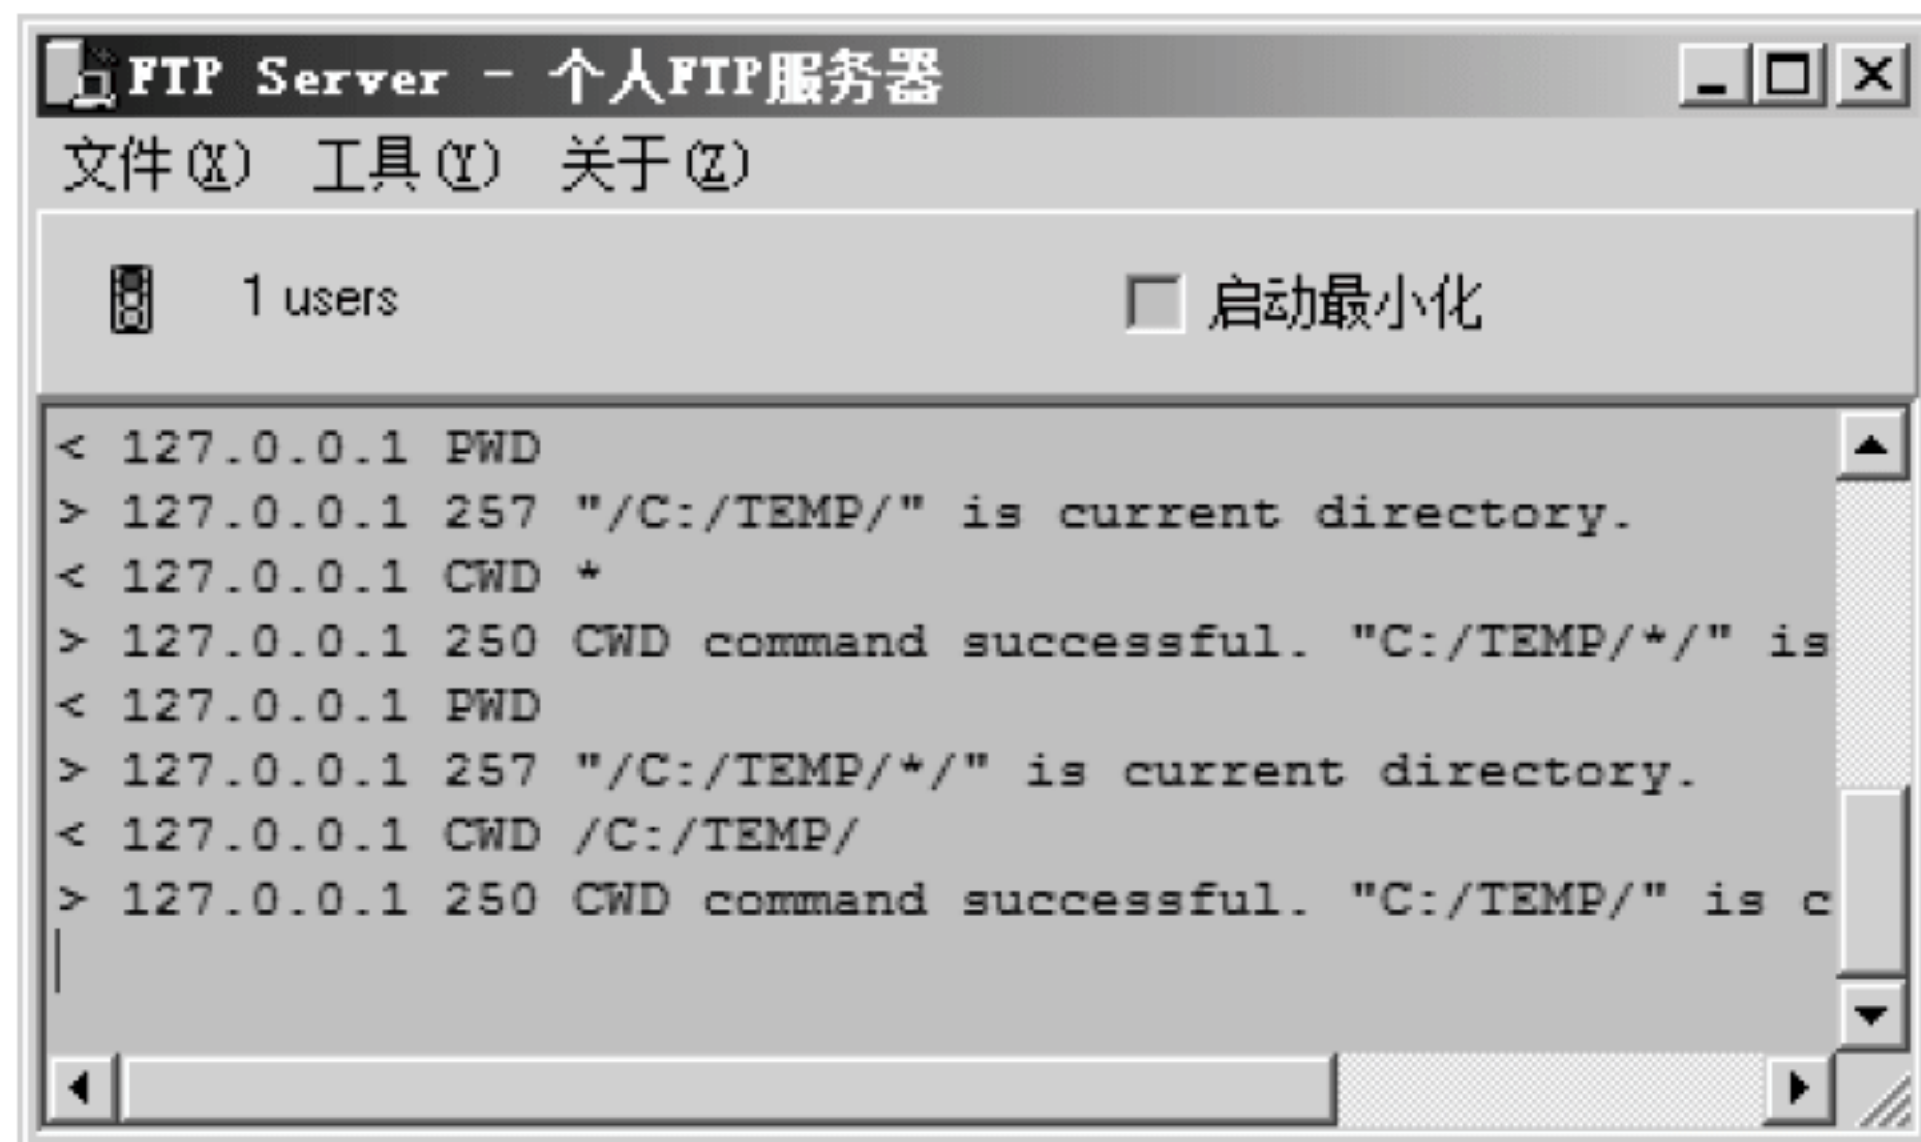 FTP Server - 个人FTP服务器
文件(X) 工具(Y) 关于(Z)
1 users 启动最小化
< 127.0.0.1 PWD
> 127.0.0.1 257 "/C:/TEMP/" is current directory.
< 127.0.0.1 CWD *
> 127.0.0.1 250 CWD command successful. "C:/TEMP/*/" is
< 127.0.0.1 PWD
> 127.0.0.1 257 "/C:/TEMP/*/" is current directory.
< 127.0.0.1 CWD /C:/TEMP/
> 127.0.0.1 250 CWD command successful. "C:/TEMP/" is c